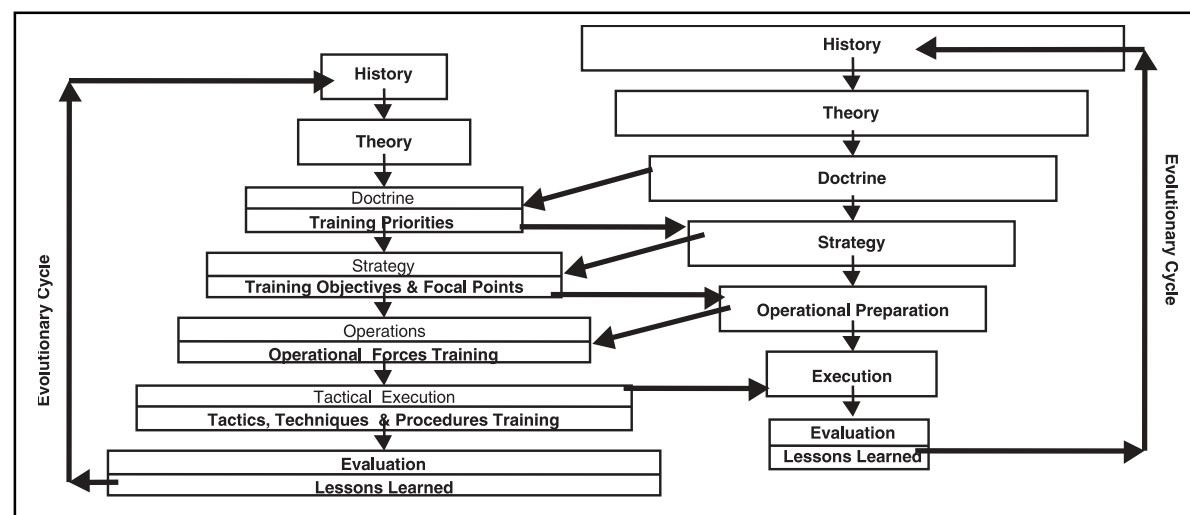 History
Theory
Doctrine
Training Priorities
Strategy
Training Objectives & Focal Points
Operations
Operational Forces Training
Tactical Execution
Tactics, Techniques & Procedures Training
Evaluation
Lessons Learned
Evolutionary Cycle
History
Theory
Doctrine
Strategy
Operational Preparation
Execution
Evaluation
Lessons Learned
Evolutionary Cycle